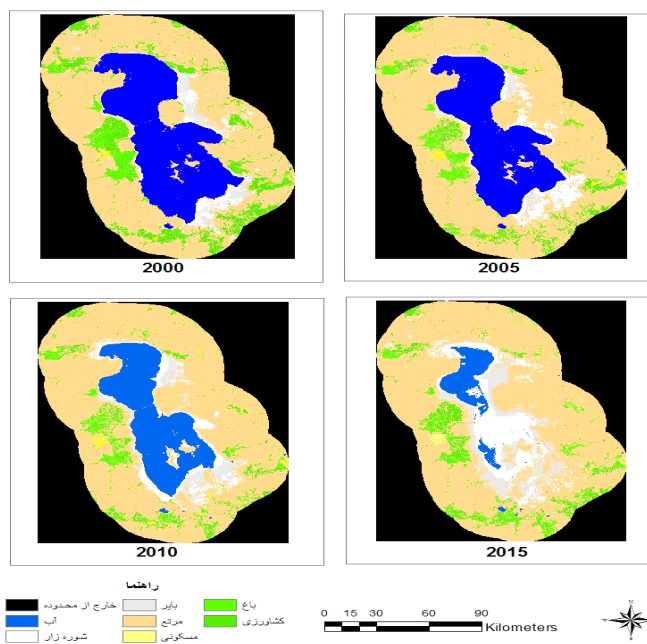 2000
2005
2010
2015
راهنما
خارج از محدوده
بایر
باغ
آب
مرتع
کشاورزی
شوره زار
مسکونی
0 15 30 60 90
Kilometers